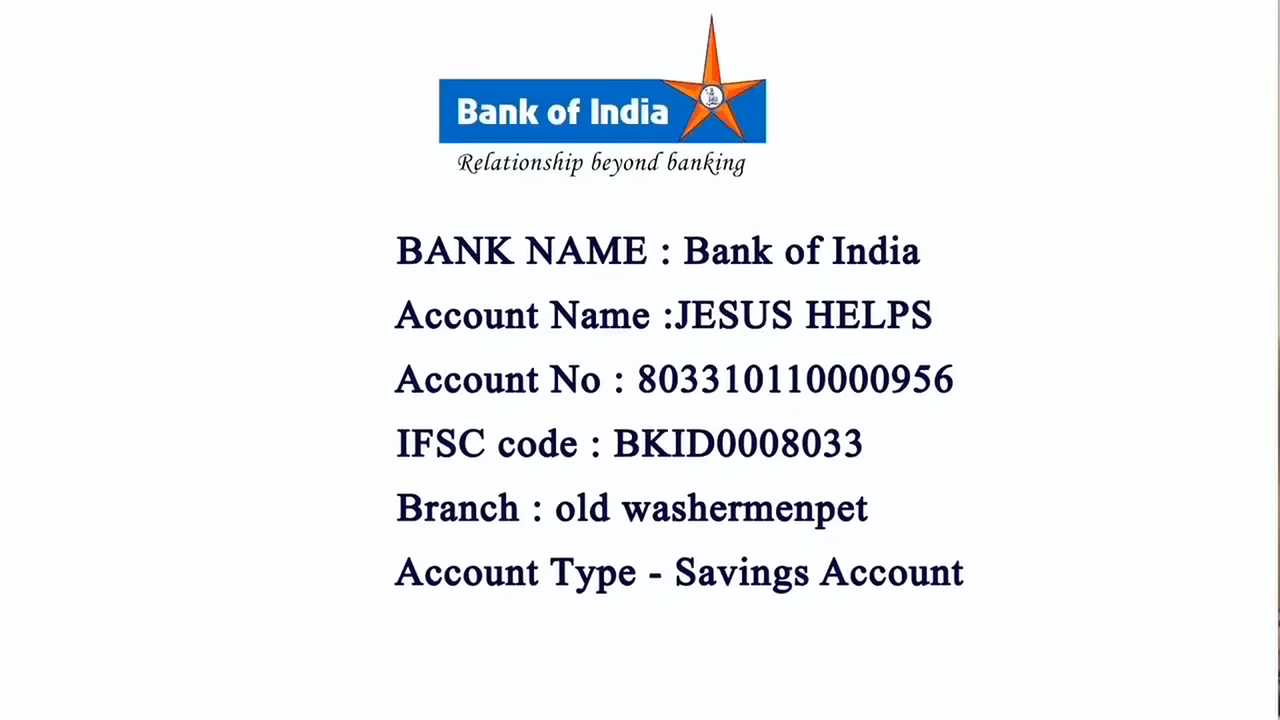 Bank of India
Relationship beyond banking
BANK NAME : Bank of India
Account Name :JESUS HELPS
Account No : 803310110000956
IFSC code : BKID0008033
Branch : old washermenpet
Account Type - Savings Account